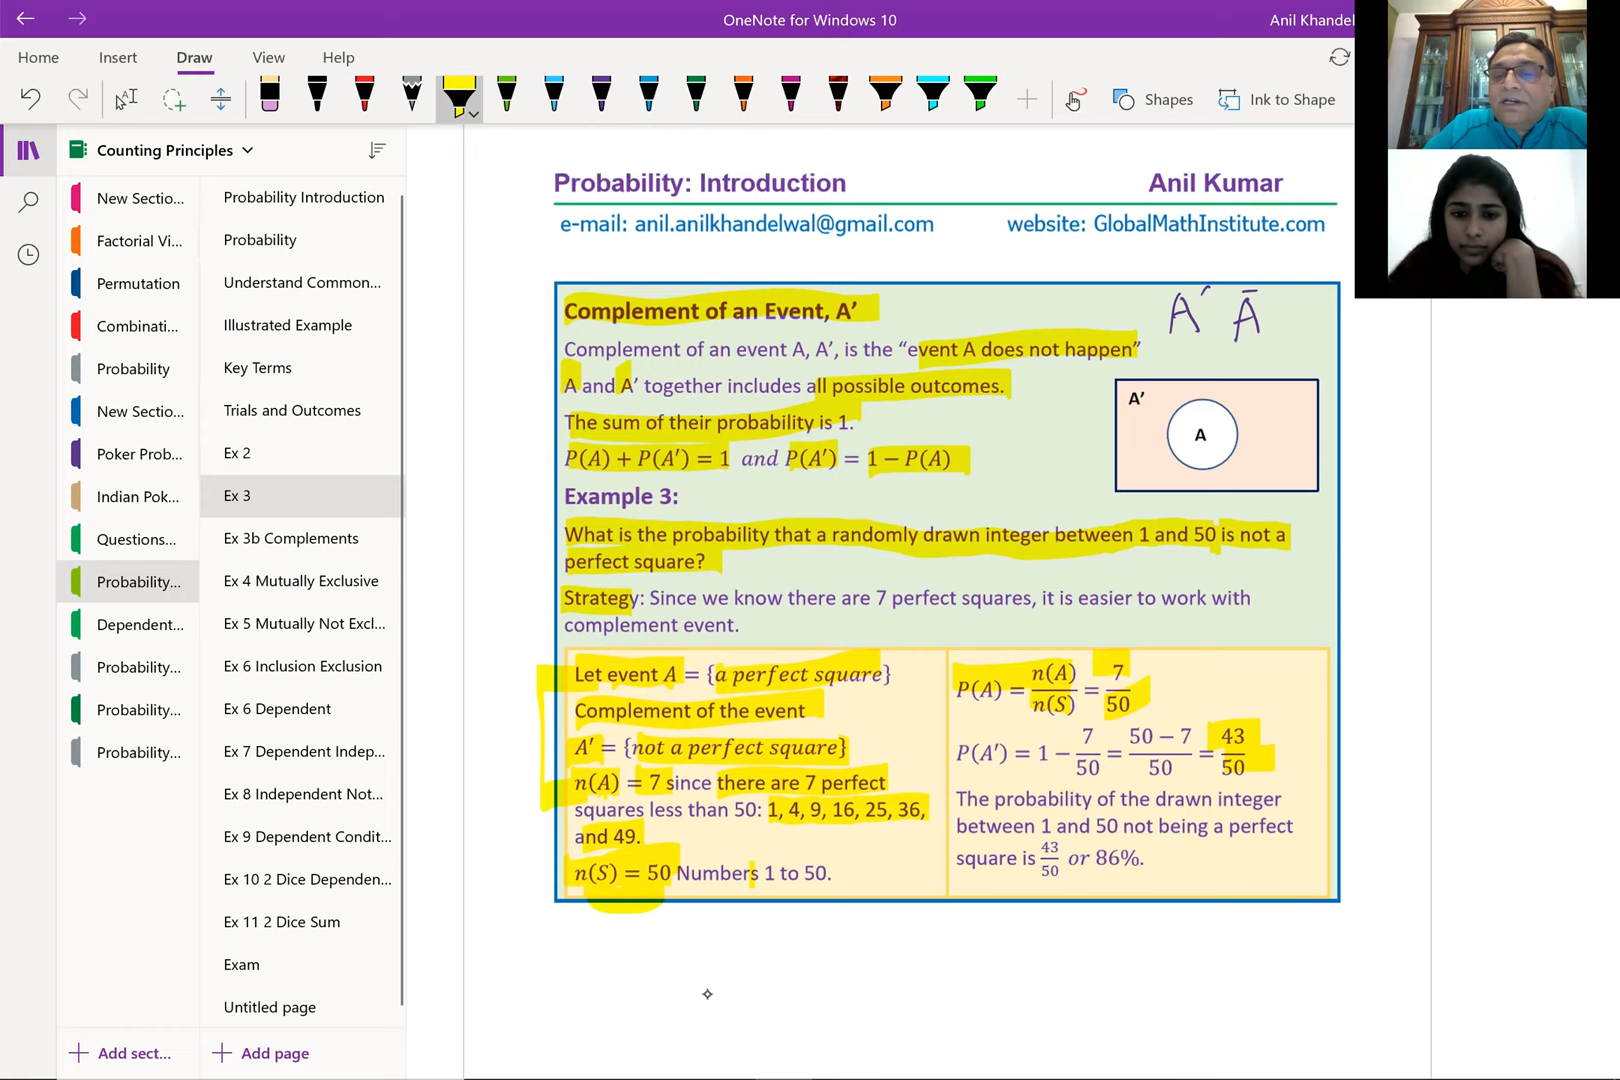 OneNote for Windows 10
Anil Khandel
Home Insert Draw View Help
Shapes Ink to Shape
Counting Principles
New Sectio...
Factorial Vi...
Permutation
Combinati...
Probability
New Sectio...
Poker Prob...
Indian Pok...
Questions...
Probability...
Dependent...
Probability...
Probability...
Probability...
Add sect...
Probability Introduction
Probability
Understand Common...
Illustrated Example
Key Terms
Trials and Outcomes
Ex 2
Ex 3
Ex 3b Complements
Ex 4 Mutually Exclusive
Ex 5 Mutually Not Excl...
Ex 6 Inclusion Exclusion
Ex 6 Dependent
Ex 7 Dependent Indep...
Ex 8 Independent Not...
Ex 9 Dependent Condit...
Ex 10 2 Dice Dependen...
Ex 11 2 Dice Sum
Exam
Untitled page
Add page
Probability: Introduction Anil Kumar
e-mail: anil.anilkhandelwal@gmail.com website: GlobalMathInstitute.com
Complement of an Event, A′
A′ Ā
Complement of an event A, A′, is the “event A does not happen”
A and A′ together includes all possible outcomes.
The sum of their probability is 1.
P(A) + P(A′) = 1 and P(A′) = 1 − P(A)
A′
A
Example 3:
What is the probability that a randomly drawn integer between 1 and 50 is not a
perfect square?
Strategy: Since we know there are 7 perfect squares, it is easier to work with
complement event.
Let event A = {a perfect square}
Complement of the event
A′ = {not a perfect square}
n(A) = 7 since there are 7 perfect
squares less than 50: 1, 4, 9, 16, 25, 36,
and 49.
n(S) = 50 Numbers 1 to 50.
P(A) = n(A)/n(S) = 7/50
P(A′) = 1 − 7/50 = 50 − 7/50 = 43/50
The probability of the drawn integer
between 1 and 50 not being a perfect
square is 43/50 or 86%.